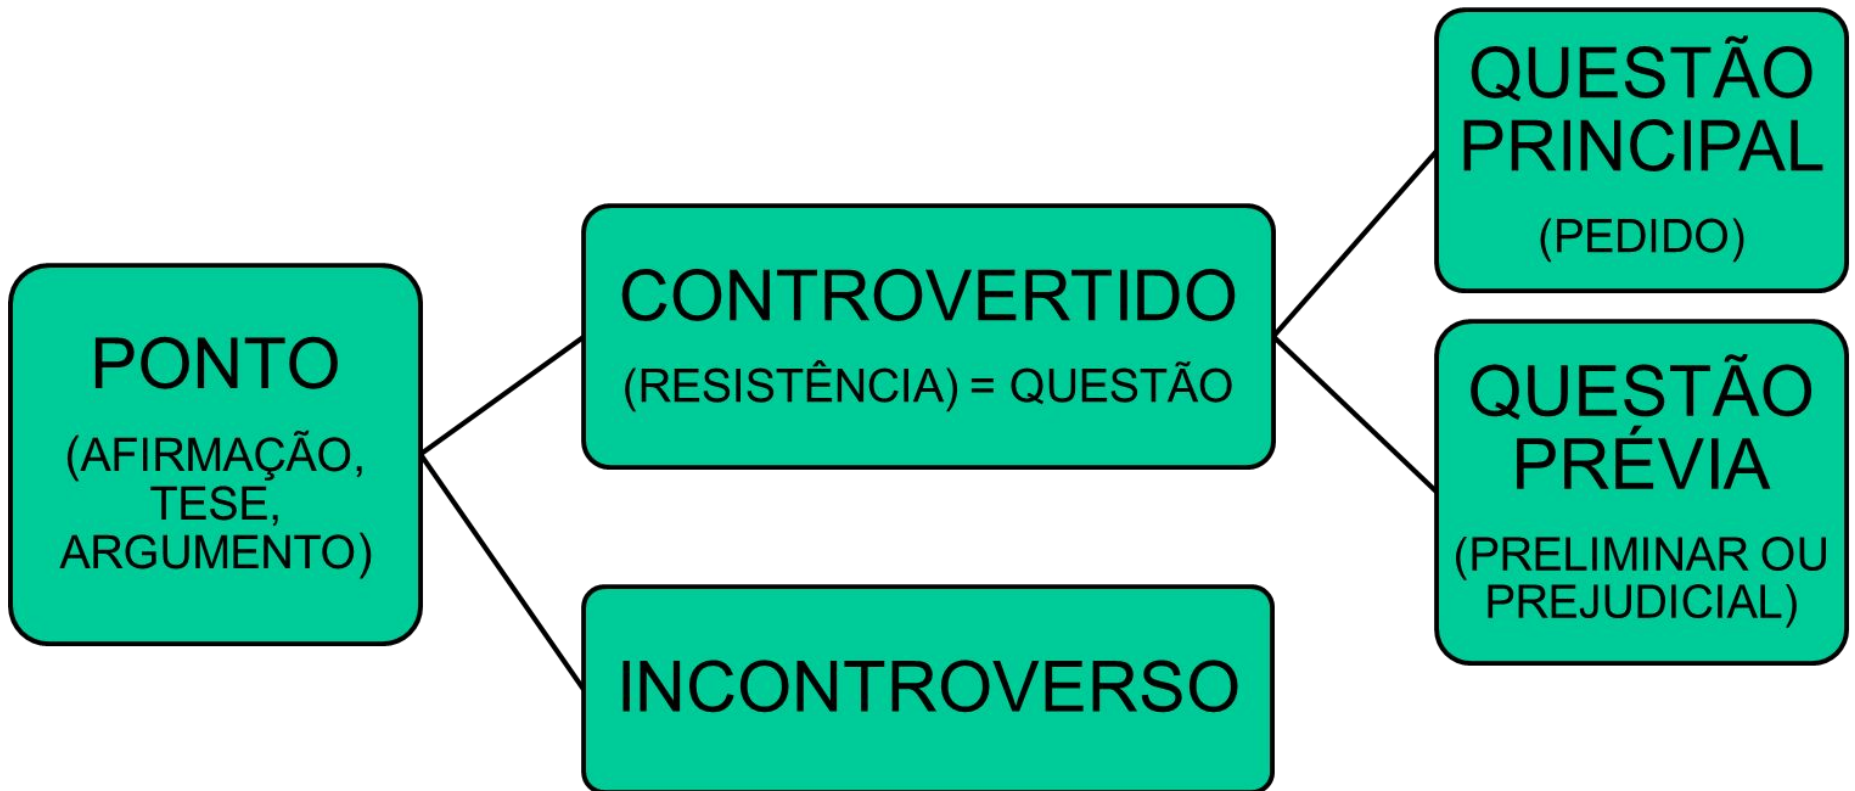 PONTO
(AFIRMAÇÃO,
TESE,
ARGUMENTO)
CONTROVERTIDO
(RESISTÊNCIA) = QUESTÃO
INCONTROVERSO
QUESTÃO
PRINCIPAL
(PEDIDO)
QUESTÃO
PRÉVIA
(PRELIMINAR OU
PREJUDICIAL)